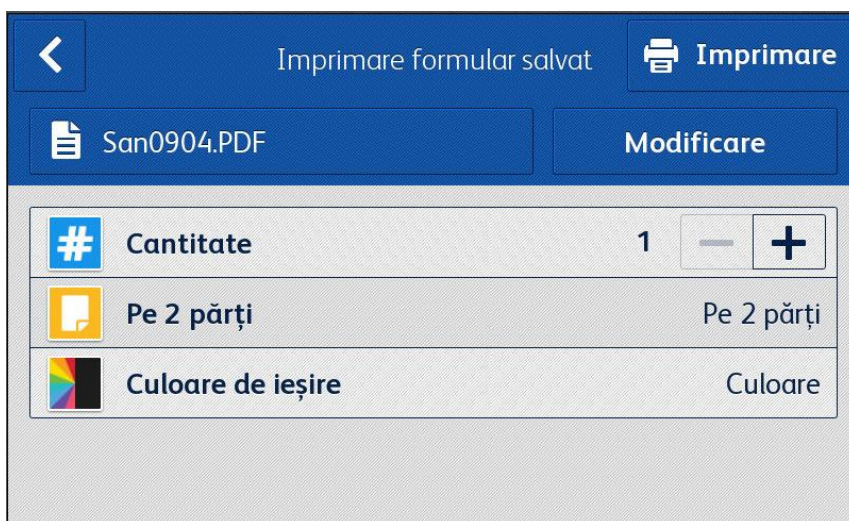 Imprimare formular salvat
Imprimare
San0904.PDF
Modificare
# Cantitate 1 − +
Pe 2 părți Pe 2 părți
Culoare de ieșire Culoare